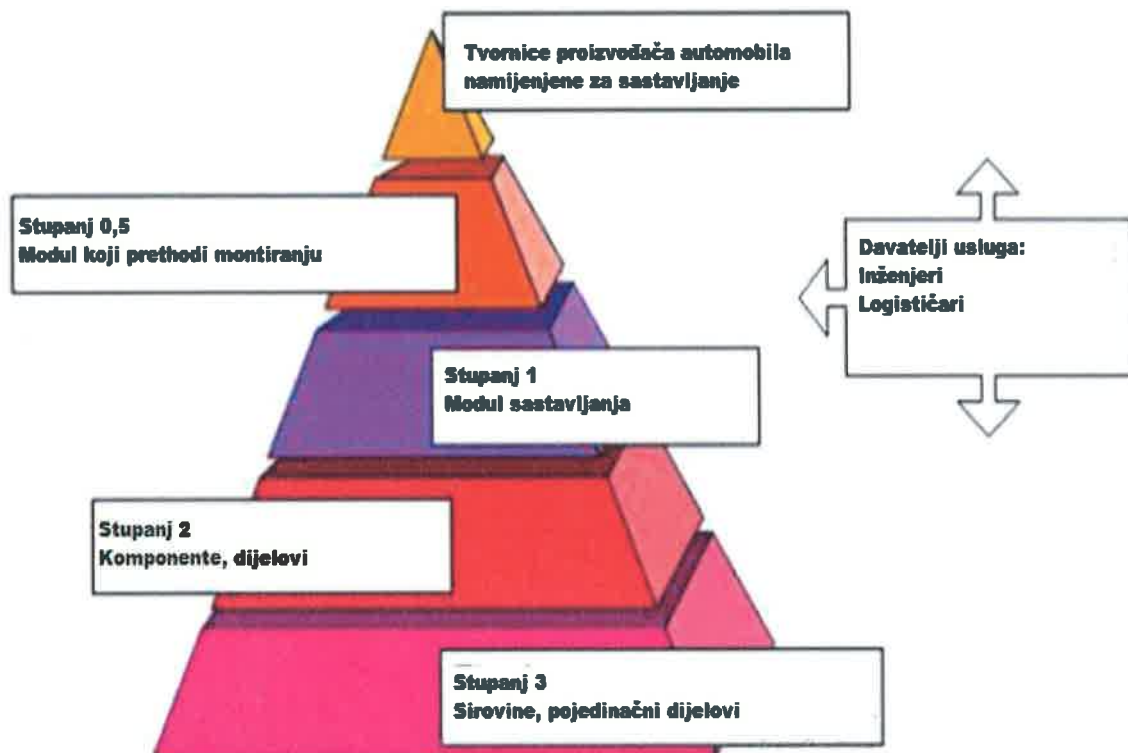 Tvornice proizvođača automobila
namijenjene za sastavljanje
Stupanj 0,5
Modul koji prethodi montiranju
Davatelji usluga:
Inženjeri
Logističari
Stupanj 1
Modul sastavljanja
Stupanj 2
Komponente, dijelovi
Stupanj 3
Sirovine, pojedinačni dijelovi